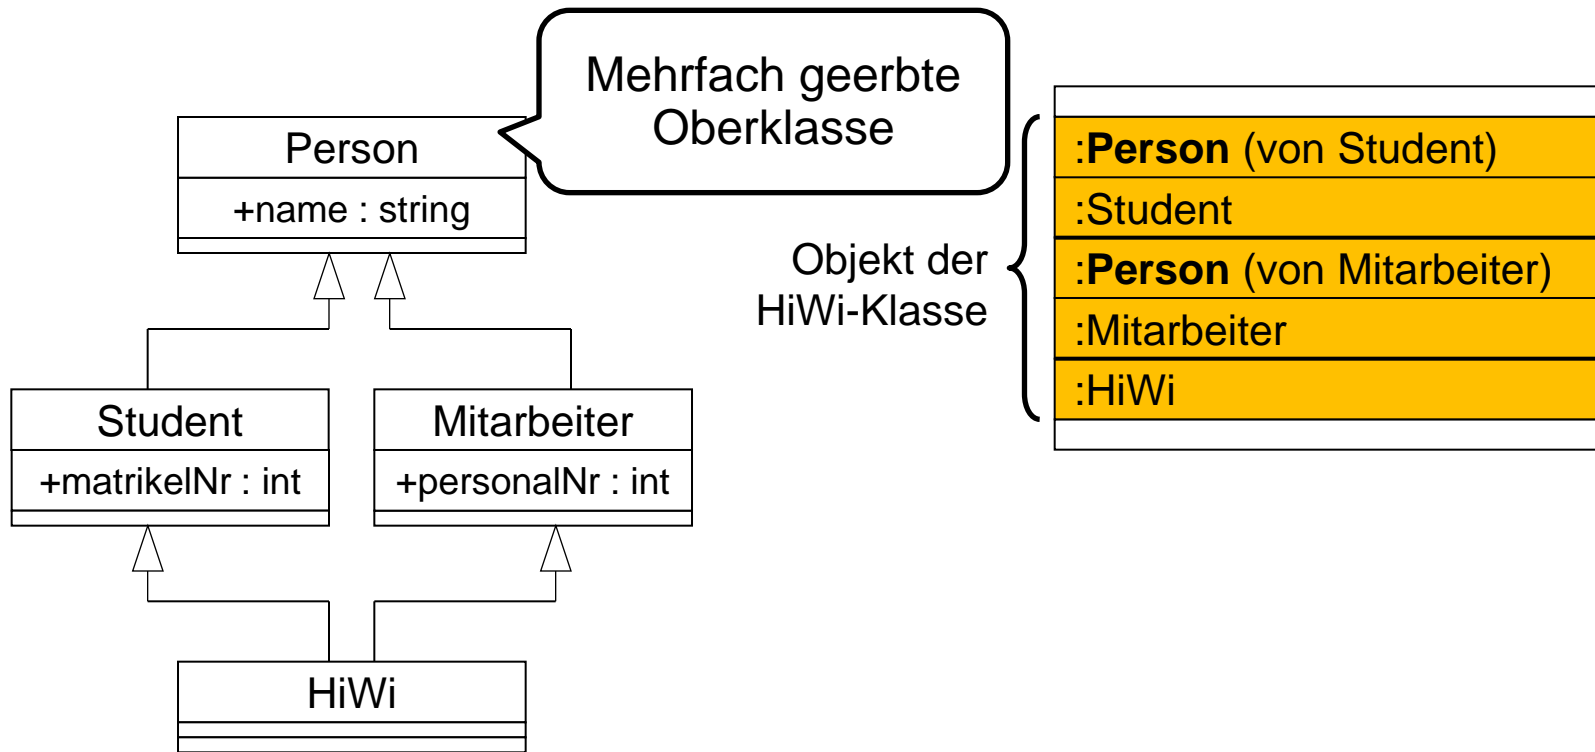 Mehrfach geerbte
Oberklasse
Person
+name : string
Student
+matrikelNr : int
Mitarbeiter
+personalNr : int
HiWi
Objekt der
HiWi-Klasse
:Person (von Student)
:Student
:Person (von Mitarbeiter)
:Mitarbeiter
:HiWi